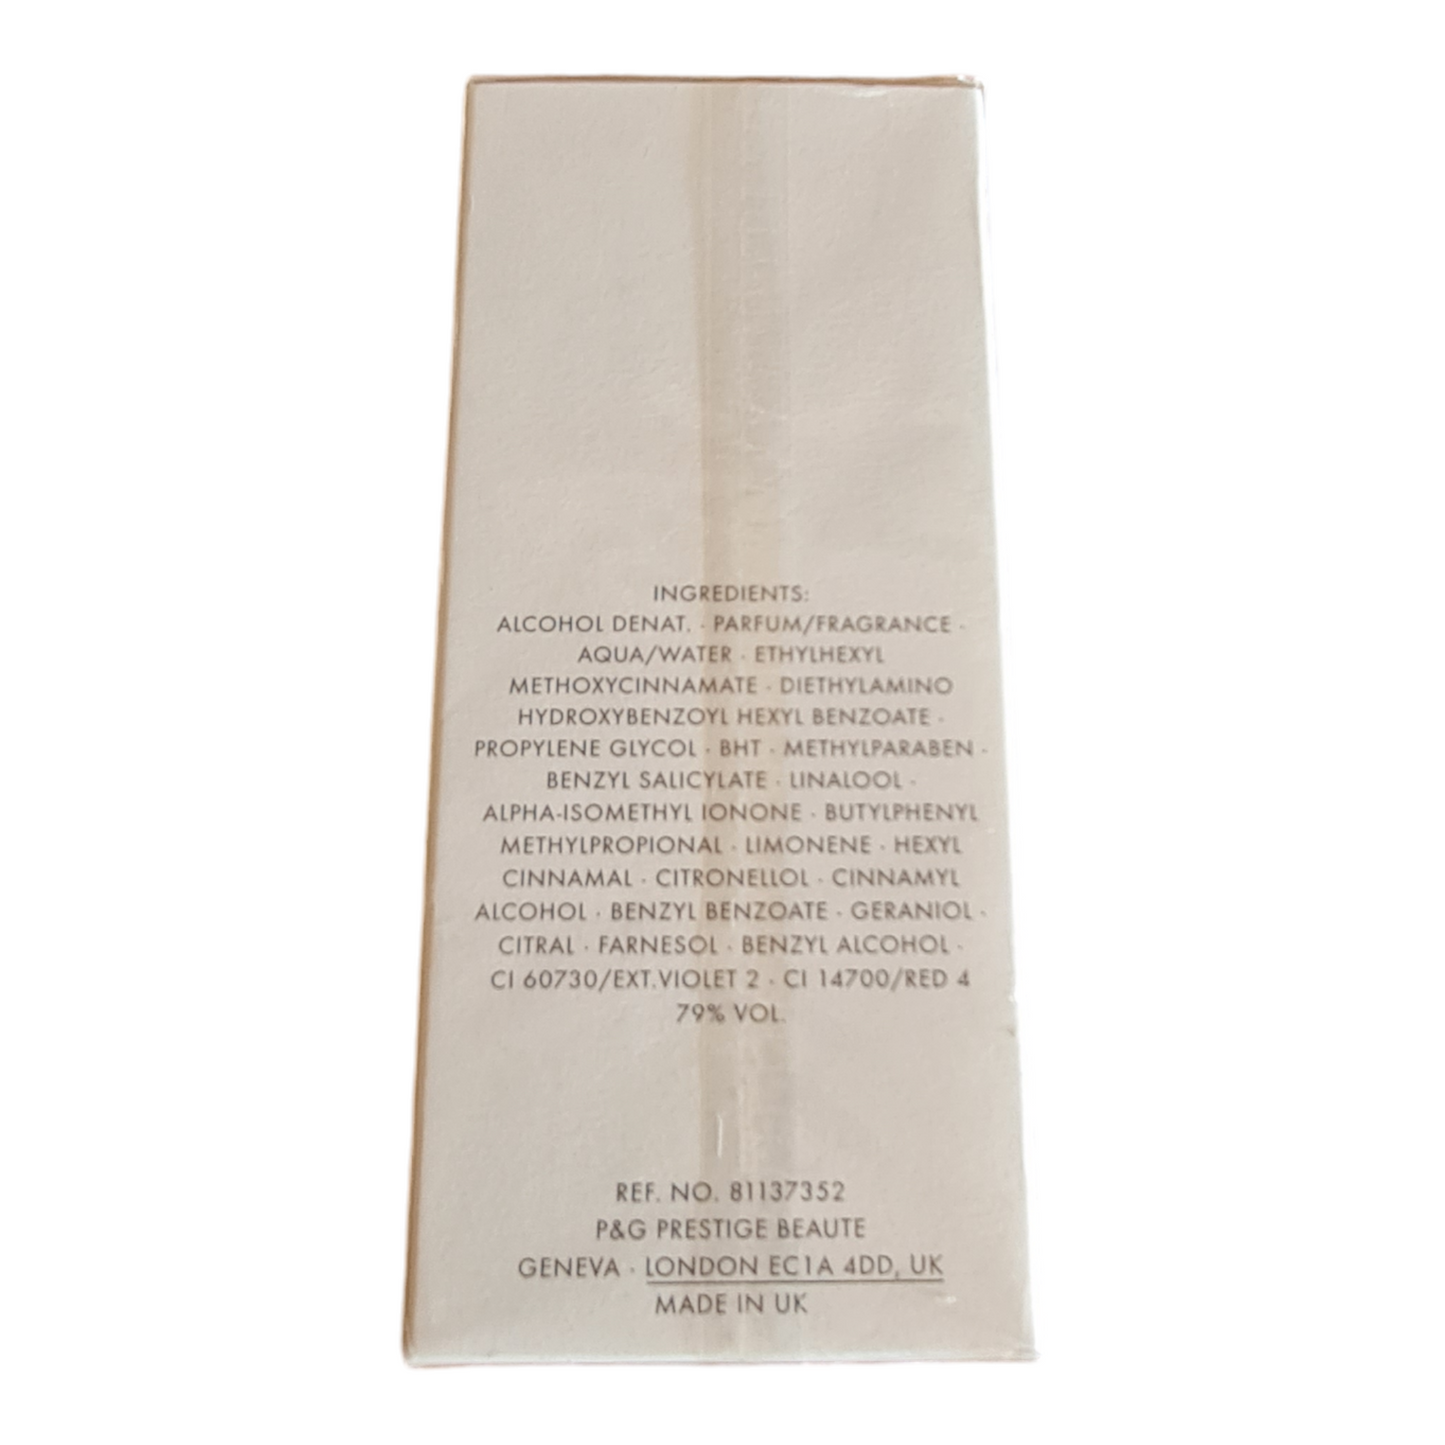 INGREDIENTS:
ALCOHOL DENAT. · PARFUM/FRAGRANCE ·
AQUA/WATER · ETHYLHEXYL
METHOXYCINNAMATE · DIETHYLAMINO
HYDROXYBENZOYL HEXYL BENZOATE ·
PROPYLENE GLYCOL · BHT · METHYLPARABEN ·
BENZYL SALICYLATE · LINALOOL ·
ALPHA-ISOMETHYL IONONE · BUTYLPHENYL
METHYLPROPIONAL · LIMONENE · HEXYL
CINNAMAL · CITRONELLOL · CINNAMYL
ALCOHOL · BENZYL BENZOATE · GERANIOL ·
CITRAL · FARNESOL · BENZYL ALCOHOL ·
CI 60730/EXT.VIOLET 2 · CI 14700/RED 4
79% VOL.
REF. NO. 81137352
P&G PRESTIGE BEAUTE
GENEVA · LONDON EC1A 4DD, UK
MADE IN UK